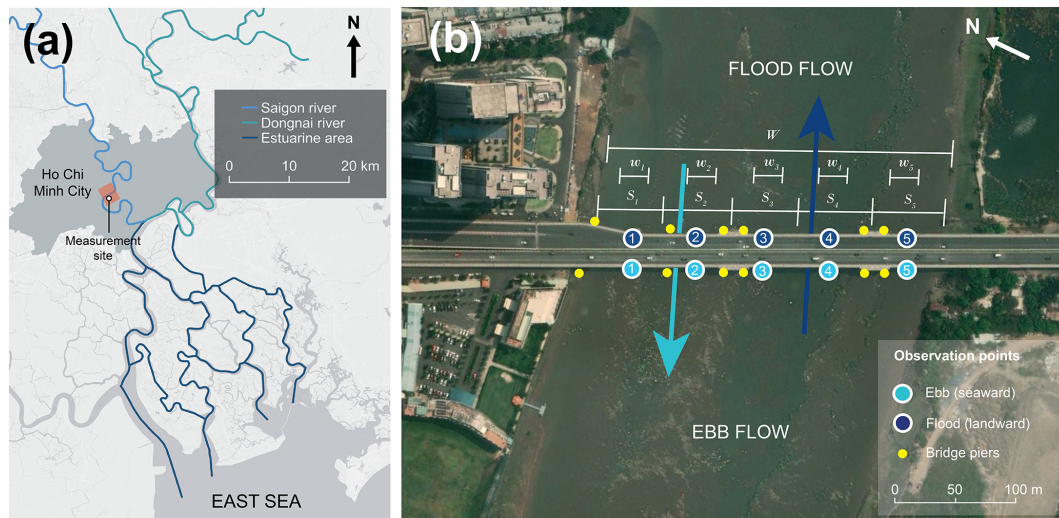 (a)
N
Saigon river
Dongnai river
Estuarine area
0 10 20 km
Ho Chi
Minh City
Measurement
site
EAST SEA
(b)
N
FLOOD FLOW
W
w1 w2 w3 w4 w5
S1 S2 S3 S4 S5
1 2 3 4 5
1 2 3 4 5
EBB FLOW
Observation points
Ebb (seaward)
Flood (landward)
Bridge piers
0 50 100 m